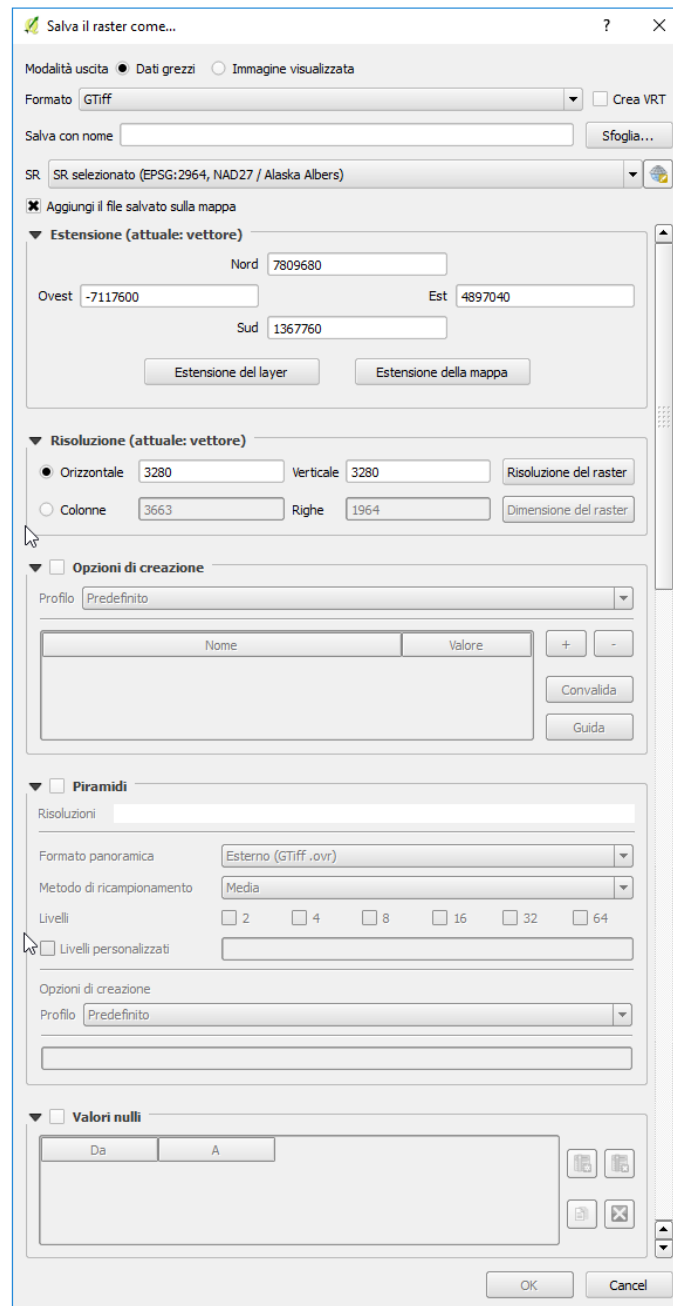 Salva il raster come... ?
Modalità uscita Dati grezzi Immagine visualizzata
Formato GTiff Crea VRT
Salva con nome Sfoglia...
SR SR selezionato (EPSG:2964, NAD27 / Alaska Albers)
Aggiungi il file salvato sulla mappa
Estensione (attuale: vettore)
Nord 7809680
Ovest -7117600 Est 4897040
Sud 1367760
Estensione del layer Estensione della mappa
Risoluzione (attuale: vettore)
Orizzontale 3280 Verticale 3280 Risoluzione del raster
Colonne 3663 Righe 1964 Dimensione del raster
Opzioni di creazione
Profilo Predefinito
Nome Valore + -
Convalida
Guida
Piramidi
Risoluzioni
Formato panoramica Esterno (GTiff .ovr)
Metodo di ricampionamento Media
Livelli 2 4 8 16 32 64
Livelli personalizzati
Opzioni di creazione
Profilo Predefinito
Valori nulli
Da A
OK Cancel